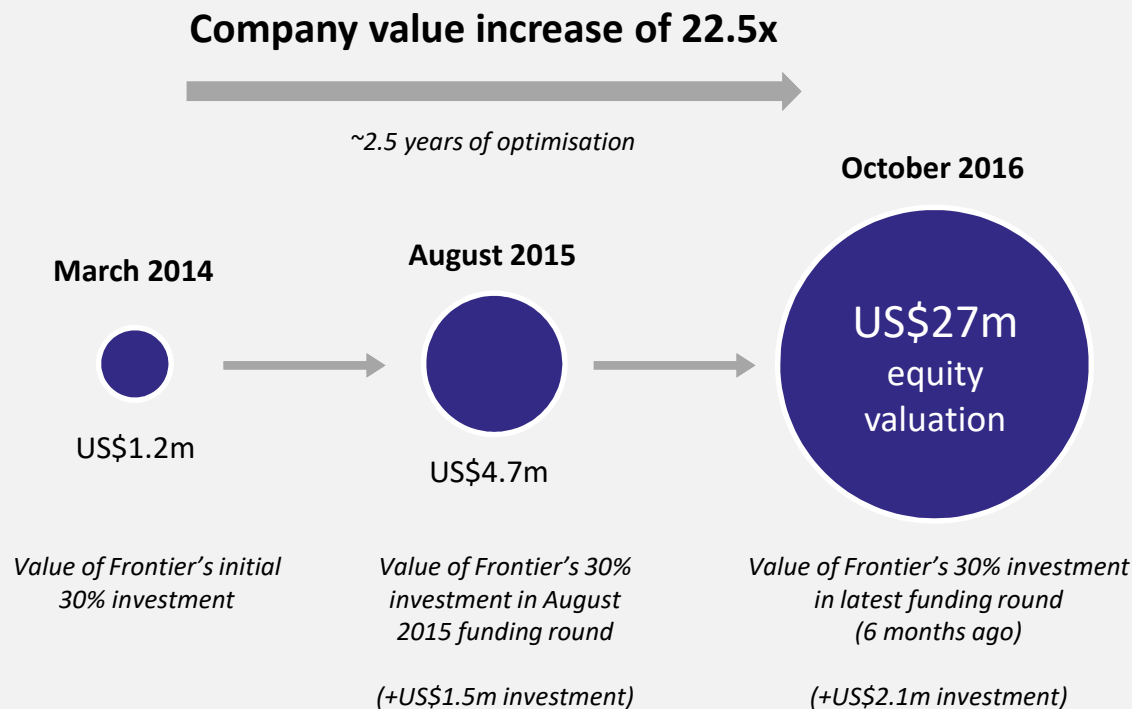 Company value increase of 22.5x
~2.5 years of optimisation
March 2014
US$1.2m
Value of Frontier's initial
30% investment
August 2015
US$4.7m
Value of Frontier's 30%
investment in August
2015 funding round
(+US$1.5m investment)
October 2016
US$27m
equity
valuation
Value of Frontier's 30% investment
in latest funding round
(6 months ago)
(+US$2.1m investment)